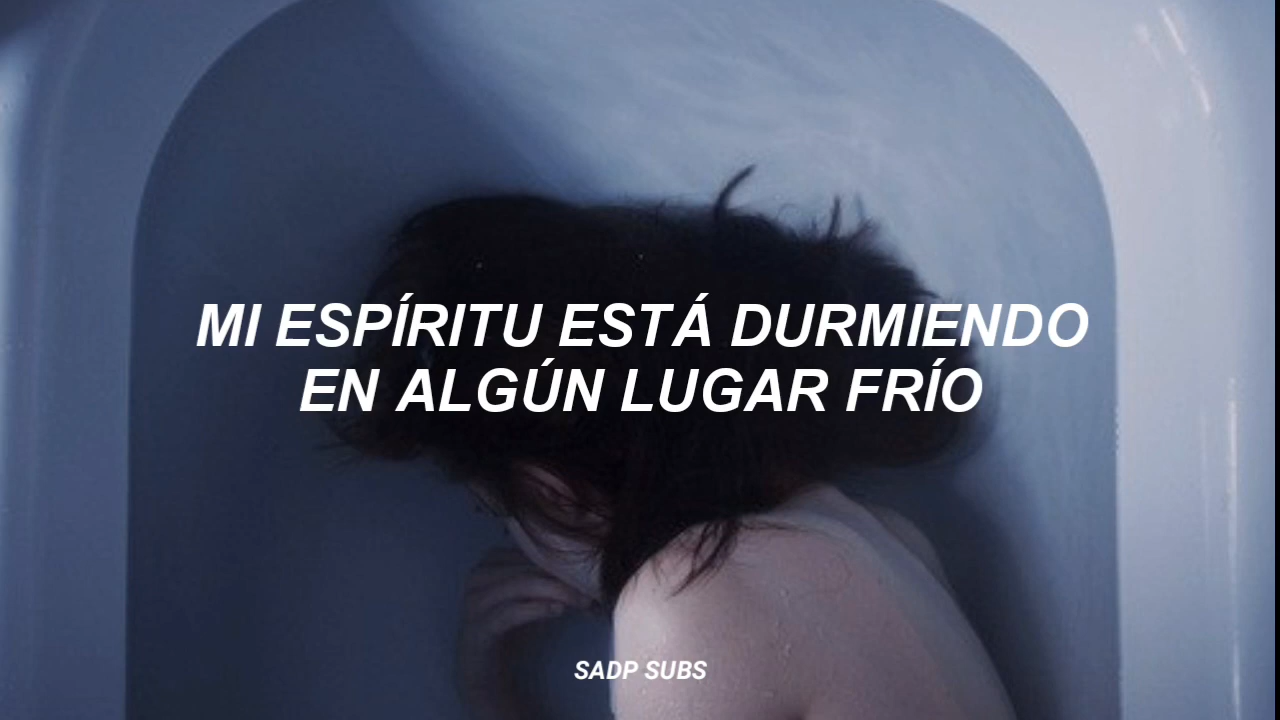 MI ESPÍRITU ESTÁ DURMIENDO
EN ALGÚN LUGAR FRÍO
SADP SUBS